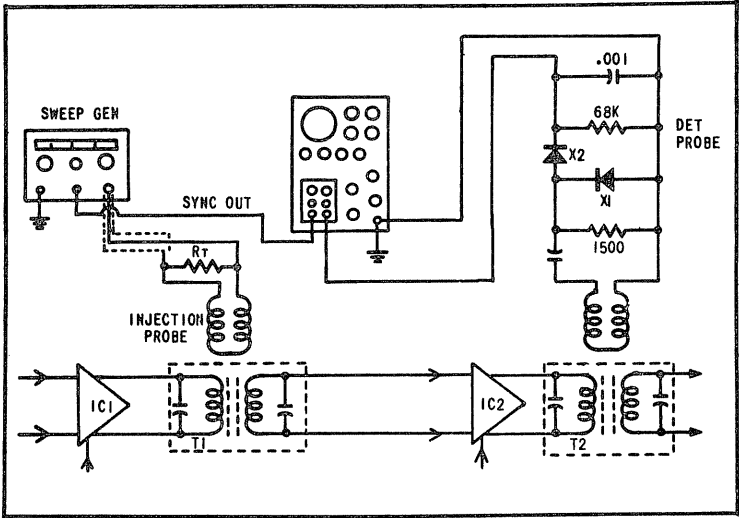 .001
SWEEP GEN
68K
DET
PROBE
X2
SYNC OUT
X1
RT
1500
INJECTION
PROBE
IC1
T1
IC2
T2